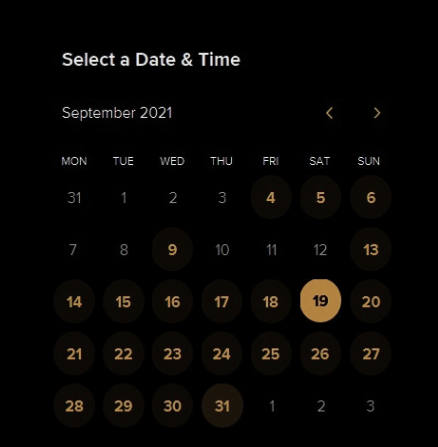 Select a Date & Time
September 2021
MON TUE WED THU FRI SAT SUN
31 1 2 3 4 5 6
7 8 9 10 11 12 13
14 15 16 17 18 19 20
21 22 23 24 25 26 27
28 29 30 31 1 2 3